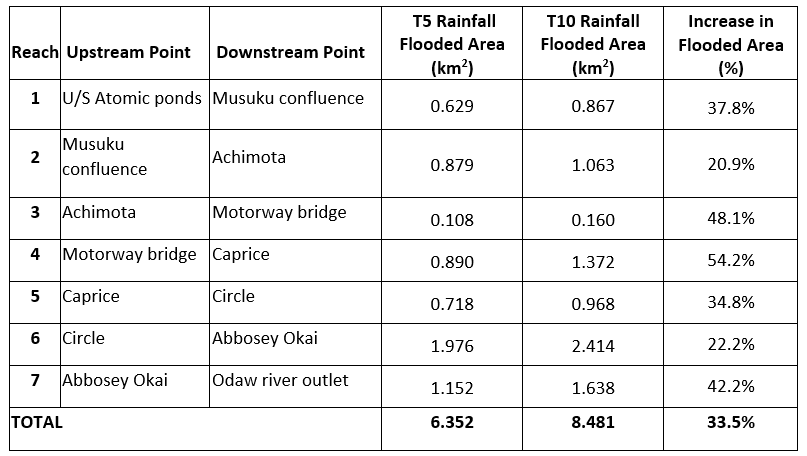 Reach Upstream Point Downstream Point T5 Rainfall Flooded Area (km²) T10 Rainfall Flooded Area (km²) Increase in Flooded Area (%)
1 U/S Atomic ponds Musuku confluence 0.629 0.867 37.8%
2 Musuku confluence Achimota 0.879 1.063 20.9%
3 Achimota Motorway bridge 0.108 0.160 48.1%
4 Motorway bridge Caprice 0.890 1.372 54.2%
5 Caprice Circle 0.718 0.968 34.8%
6 Circle Abbosey Okai 1.976 2.414 22.2%
7 Abbosey Okai Odaw river outlet 1.152 1.638 42.2%
TOTAL 6.352 8.481 33.5%